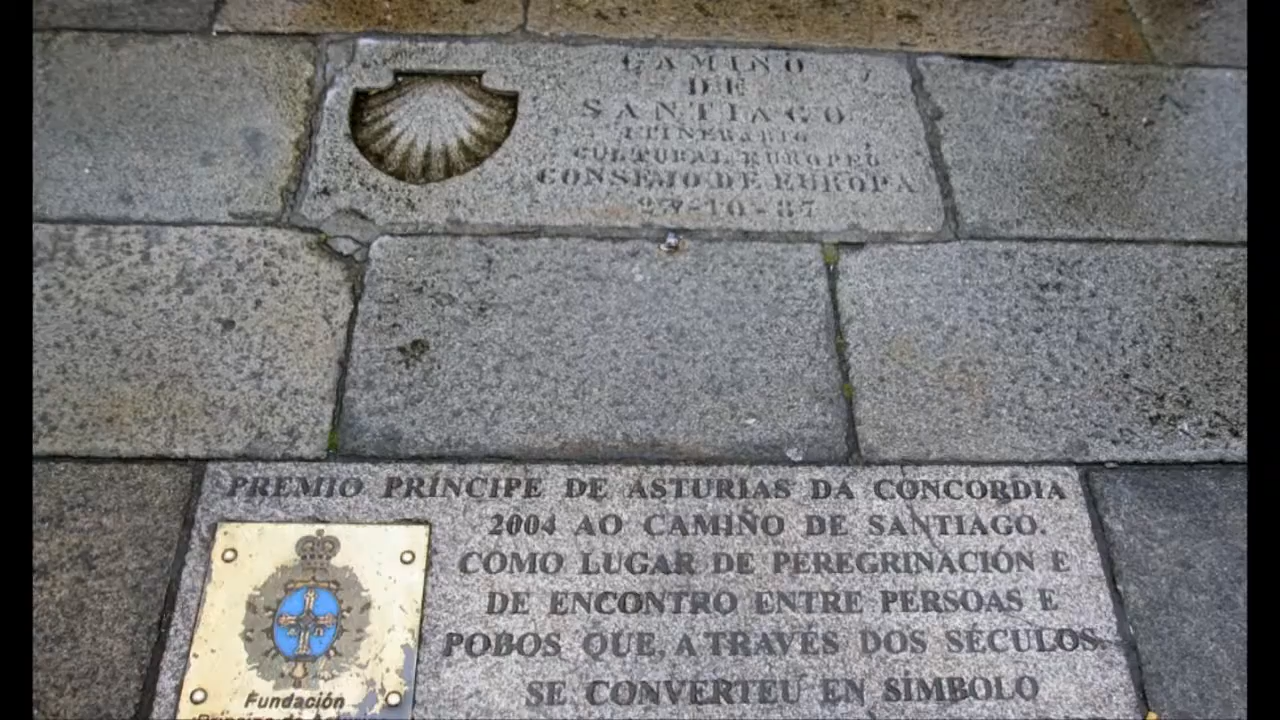 CAMINO
DE
SANTIAGO
ITINERARIO
CULTURAL EUROPEO
CONSEJO DE EUROPA
23-10-87
PREMIO PRÍNCIPE DE ASTURIAS DA CONCORDIA
2004 AO CAMIÑO DE SANTIAGO.
COMO LUGAR DE PEREGRINACIÓN E
DE ENCONTRO ENTRE PERSOAS E
POBOS QUE, A TRAVÉS DOS SÉCULOS
SE CONVERTEU EN SÍMBOLO
Fundación
Príncipe de